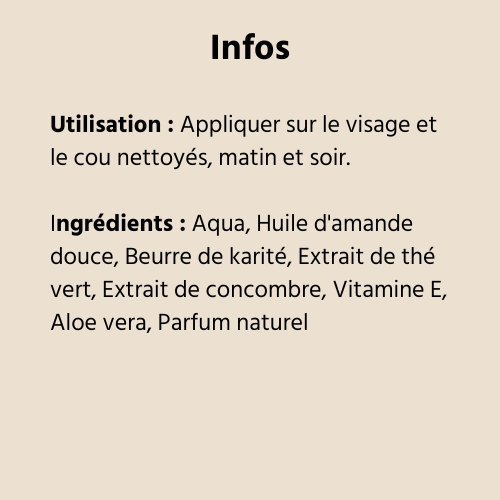 Infos
Utilisation : Appliquer sur le visage et
le cou nettoyés, matin et soir.
Ingrédients : Aqua, Huile d'amande
douce, Beurre de karité, Extrait de thé
vert, Extrait de concombre, Vitamine E,
Aloe vera, Parfum naturel